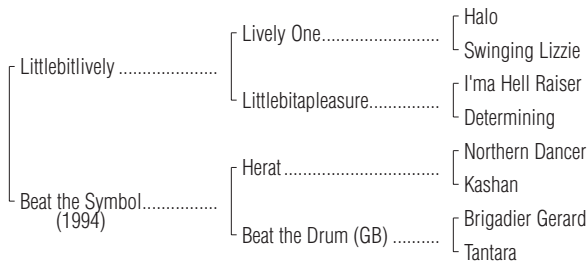 Halo
Lively One
Swinging Lizzie
Littlebitlively
I'ma Hell Raiser
Littlebitapleasure
Determining
Northern Dancer
Herat
Kashan
Beat the Symbol
(1994)
Brigadier Gerard
Beat the Drum (GB)
Tantara